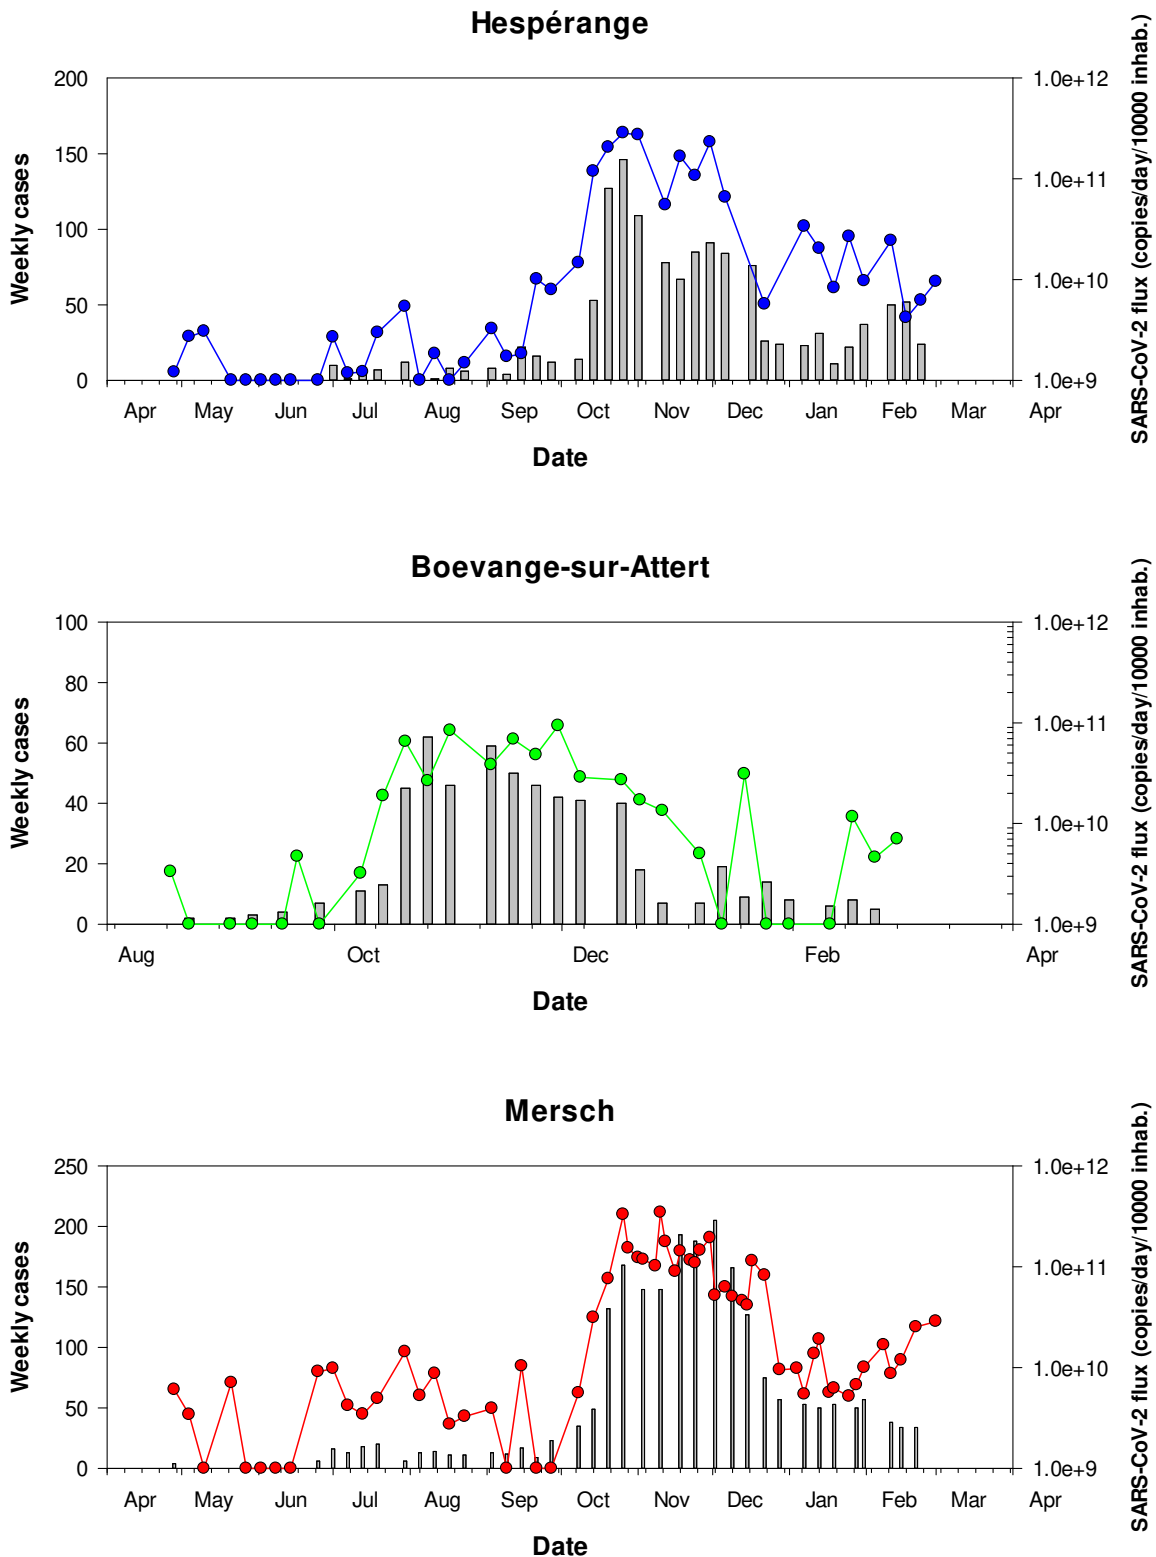 Hespérange
200
150
100
50
0
Weekly cases
1.0e+12
1.0e+11
1.0e+10
1.0e+9
SARS-CoV-2 flux (copies/day/10000 inhab.)
Apr May Jun Jul Aug Sep Oct Nov Dec Jan Feb Mar Apr
Date
Boevange-sur-Attert
100
80
60
40
20
0
Weekly cases
1.0e+12
1.0e+11
1.0e+10
1.0e+9
SARS-CoV-2 flux (copies/day/10000 inhab.)
Aug Oct Dec Feb Apr
Date
Mersch
250
200
150
100
50
0
Weekly cases
1.0e+12
1.0e+11
1.0e+10
1.0e+9
SARS-CoV-2 flux (copies/day/10000 inhab.)
Apr May Jun Jul Aug Sep Oct Nov Dec Jan Feb Mar Apr
Date